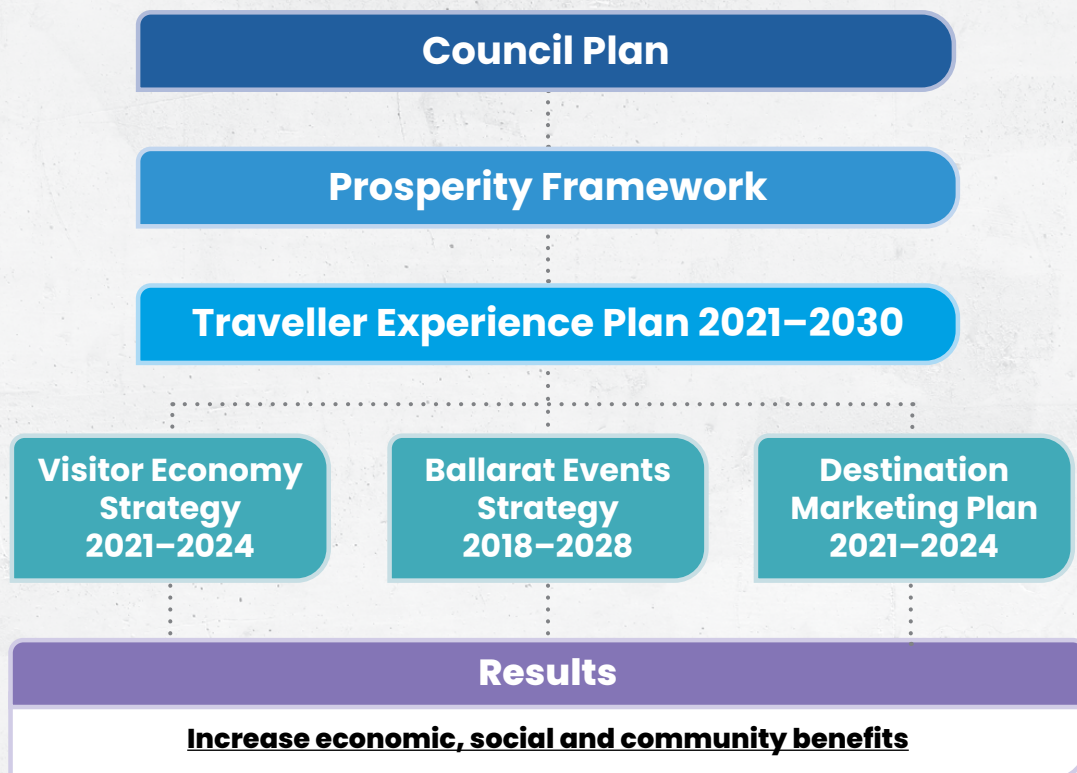 Council Plan
Prosperity Framework
Traveller Experience Plan 2021–2030
Visitor Economy
Strategy
2021–2024
Ballarat Events
Strategy
2018–2028
Destination
Marketing Plan
2021–2024
Results
Increase economic, social and community benefits